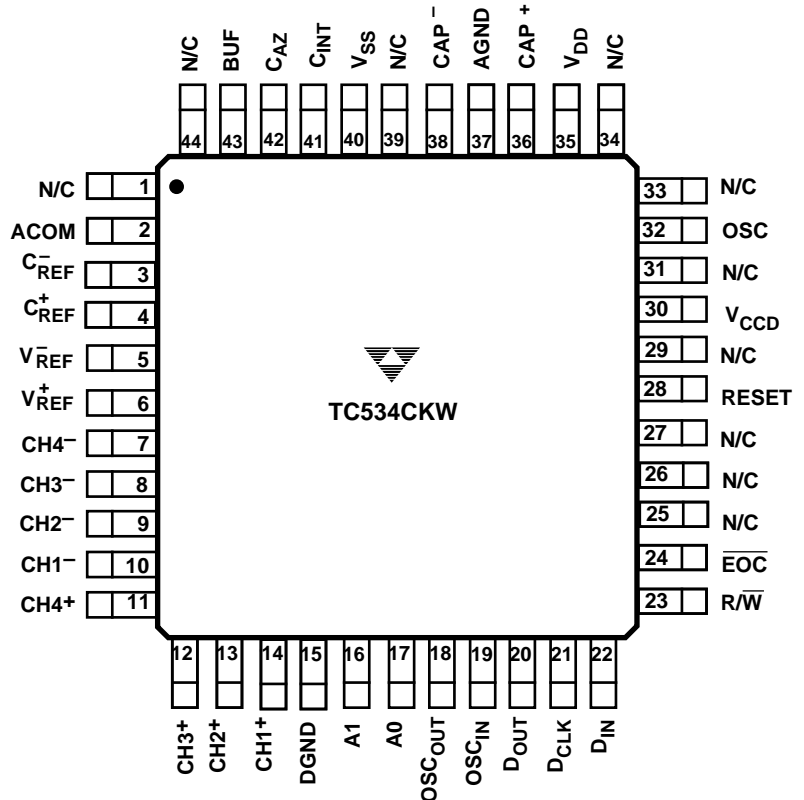 N/C BUF CAZ CINT VSS N/C CAP– AGND CAP+ VDD N/C
44 43 42 41 40 39 38 37 36 35 34
N/C 1
ACOM 2
C–REF 3
C+REF 4
V–REF 5
V+REF 6
CH4– 7
CH3– 8
CH2– 9
CH1– 10
CH4+ 11
TC534CKW
33 N/C
32 OSC
31 N/C
30 VCCD
29 N/C
28 RESET
27 N/C
26 N/C
25 N/C
24 EOC
23 R/W
12 13 14 15 16 17 18 19 20 21 22
CH3+ CH2+ CH1+ DGND A1 A0 OSCOUT OSCIN DOUT DCLK DIN